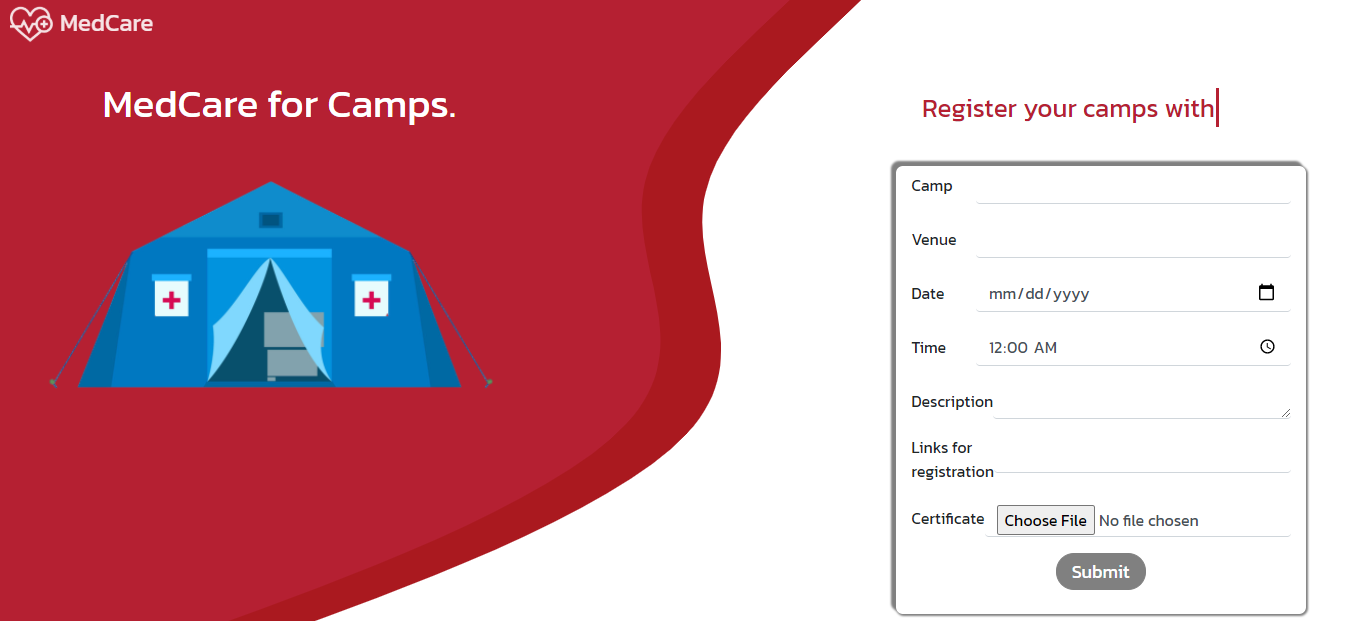 MedCare
MedCare for Camps.
Register your camps with
Camp
Venue
Date mm/dd/yyyy
Time 12:00 AM
Description
Links for
registration
Certificate Choose File No file chosen
Submit